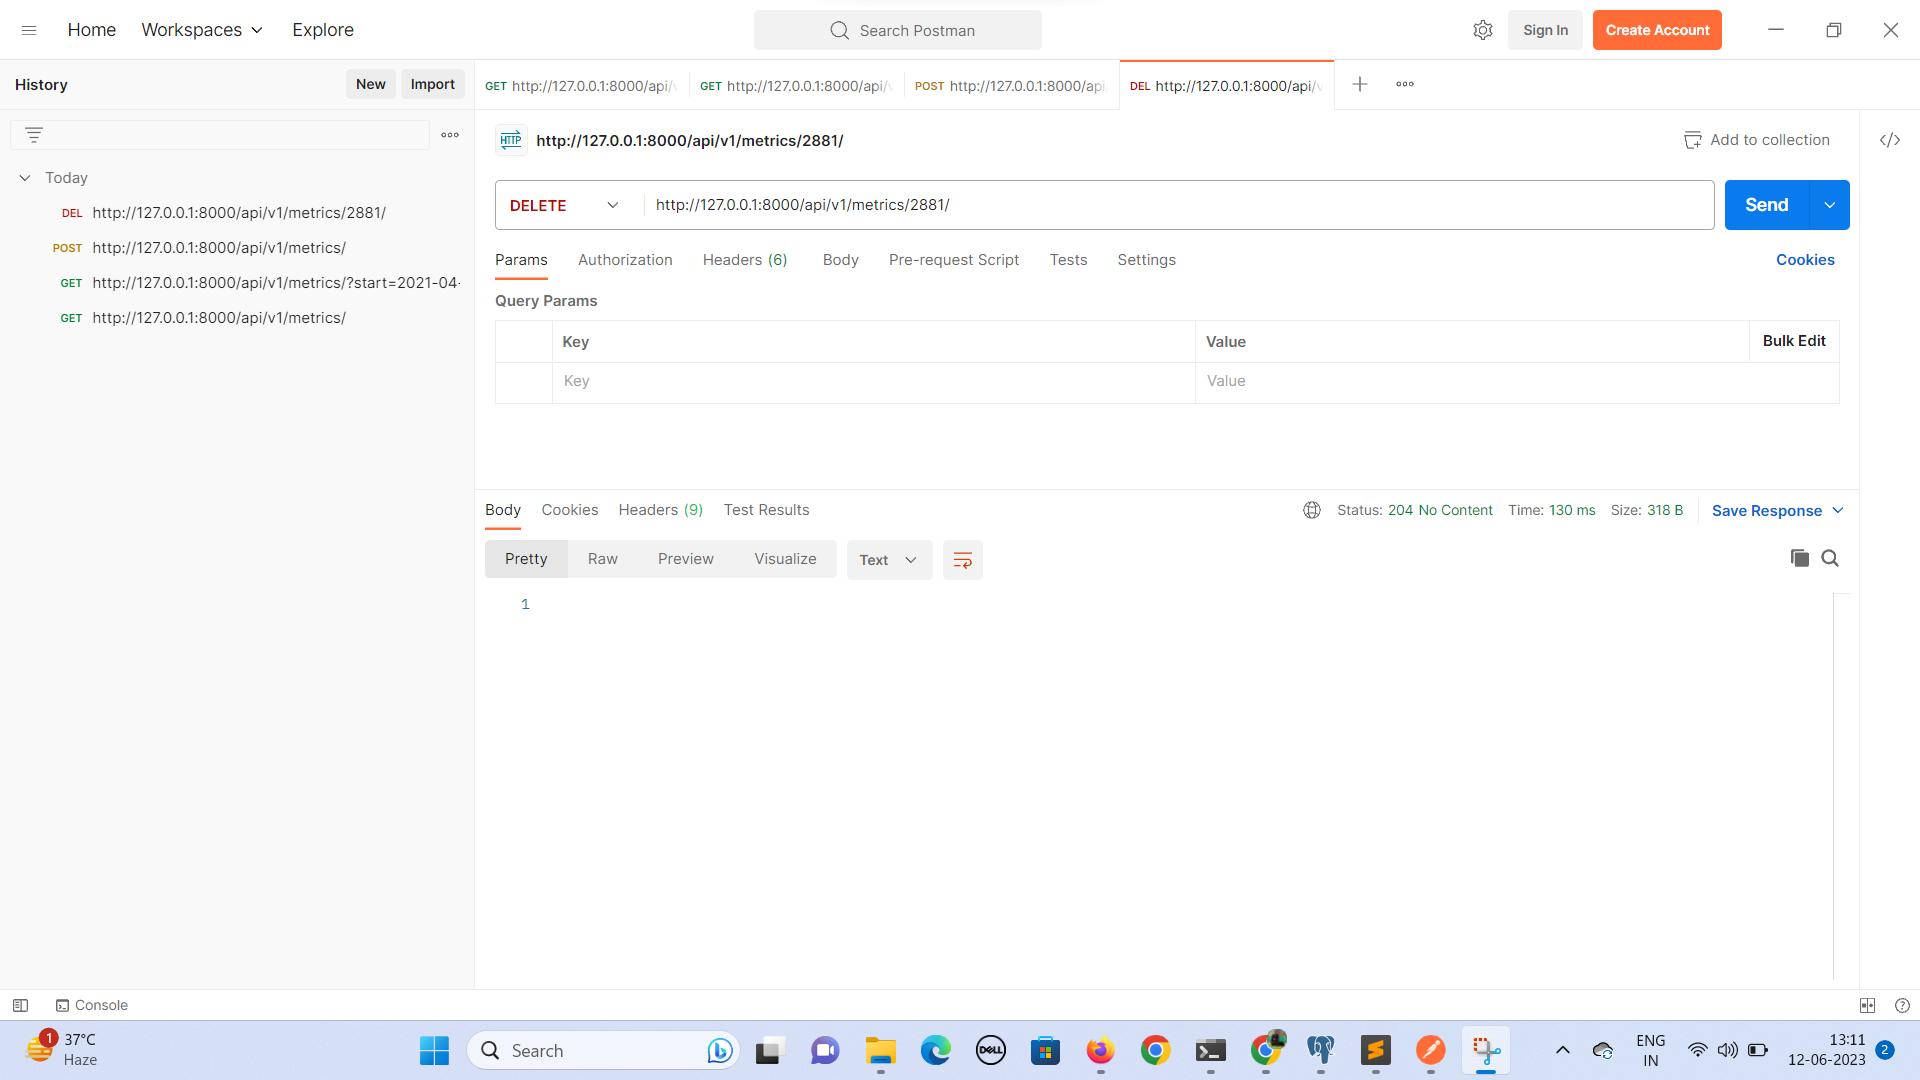 Home Workspaces Explore Search Postman Sign In Create Account
History New Import
GET http://127.0.0.1:8000/api/v GET http://127.0.0.1:8000/api/v POST http://127.0.0.1:8000/api DEL http://127.0.0.1:8000/api/v
Today
DEL http://127.0.0.1:8000/api/v1/metrics/2881/
POST http://127.0.0.1:8000/api/v1/metrics/
GET http://127.0.0.1:8000/api/v1/metrics/?start=2021-04-
GET http://127.0.0.1:8000/api/v1/metrics/
HTTP http://127.0.0.1:8000/api/v1/metrics/2881/ Add to collection </>
DELETE http://127.0.0.1:8000/api/v1/metrics/2881/ Send
Params Authorization Headers (6) Body Pre-request Script Tests Settings Cookies
Query Params
Key Value Bulk Edit
Key Value
Body Cookies Headers (9) Test Results Status: 204 No Content Time: 130 ms Size: 318 B Save Response
Pretty Raw Preview Visualize Text
1
Console
1 37°C
Haze
Search
DELL
ENG
IN
13:11
12-06-2023
2